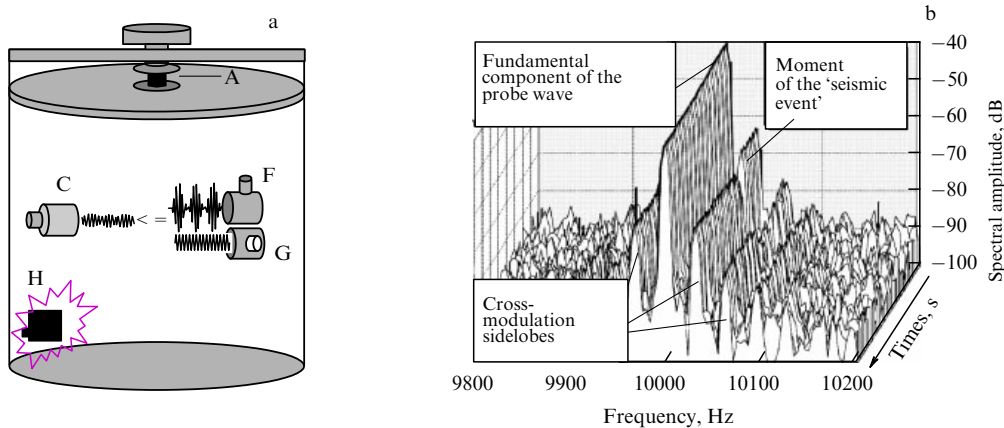 a
A
C
F
< =
G
H
b
Fundamental
component of the
probe wave
Moment
of the ‘seismic
event’
Cross-
modulation
sidelobes
−40
−50
−60
−70
−80
−90
−100
Spectral amplitude, dB
Times, s
9800
9900
10000
10100
10200
Frequency, Hz